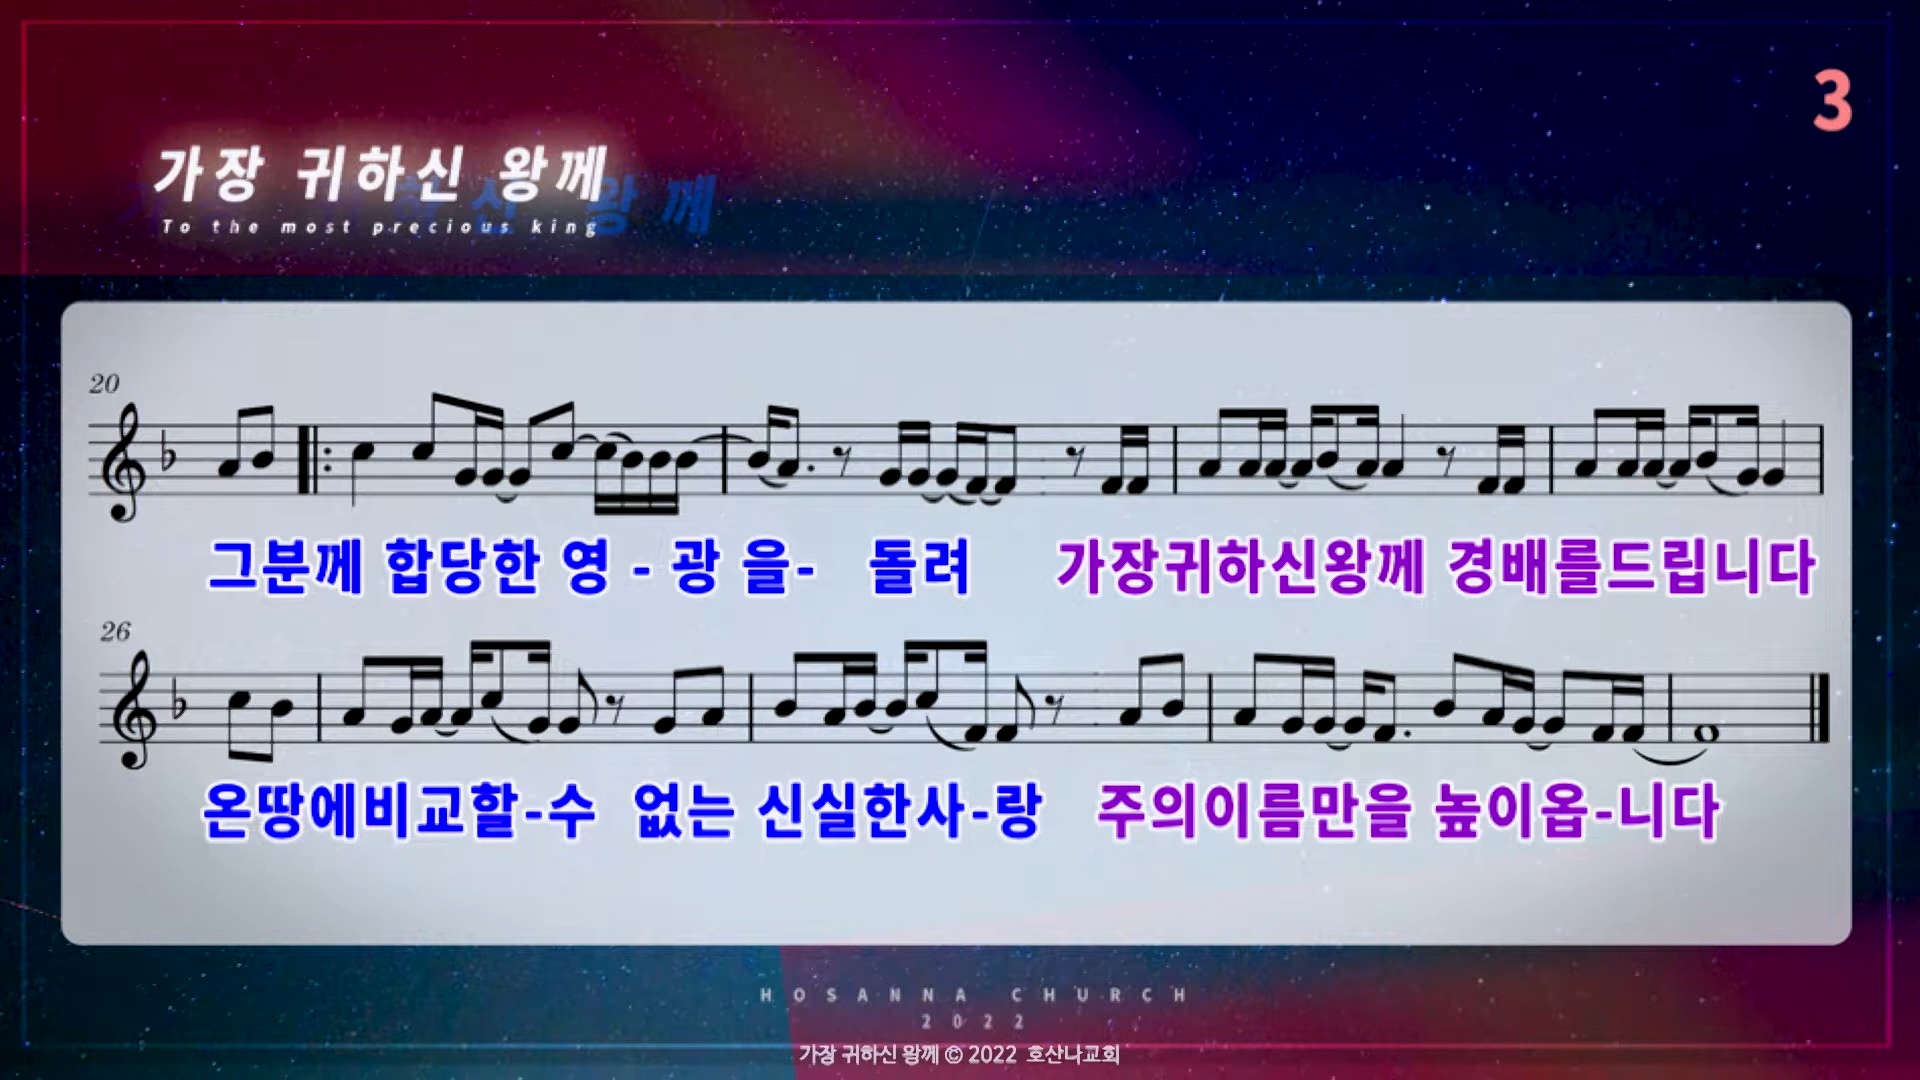 3
가장 귀하신 왕께
To the most precious king
20
그분께 합당한 영 - 광 을- 돌려 가장귀하신왕께 경배를드립니다
26
온땅에비교할-수 없는 신실한사-랑 주의이름만을 높이옵-니다
HOSANNA CHURCH
2022
가장 귀하신 왕께 © 2022 호산나교회